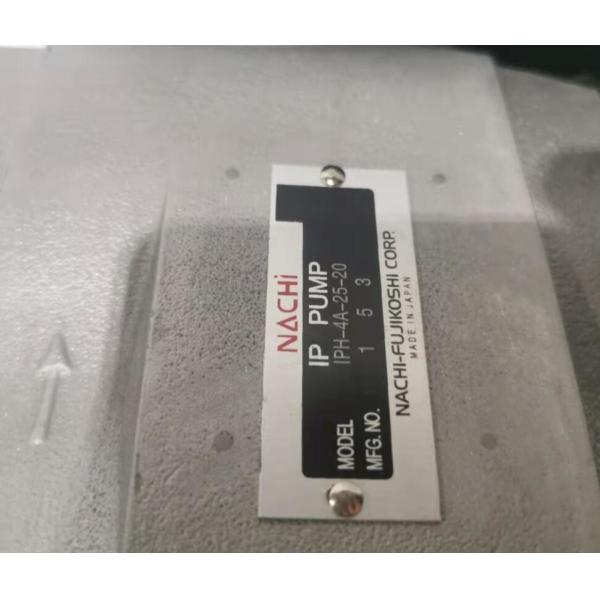 NACHi
IP PUMP
MODEL IPH-4A-25-20
MFG.NO. 1 5 3
NACHI-FUJIKOSHI CORP.
MADE IN JAPAN